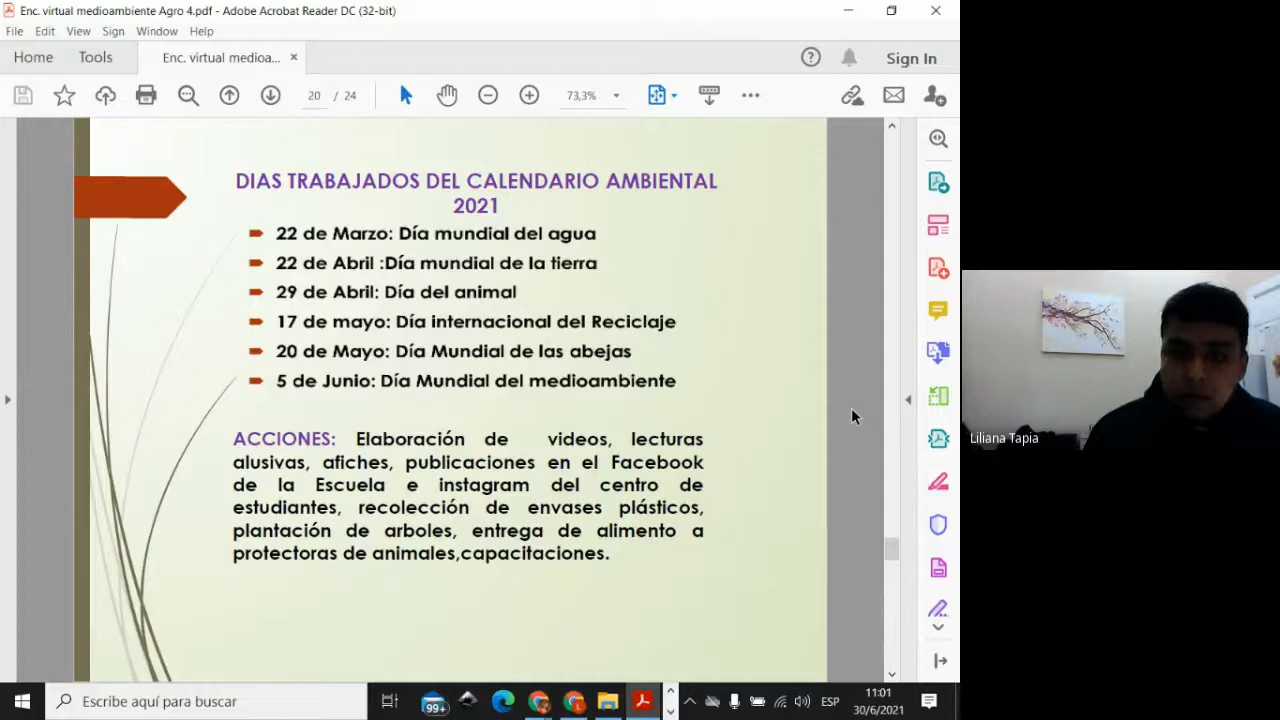 Enc. virtual medioambiente Agro 4.pdf - Adobe Acrobat Reader DC (32-bit)
File Edit View Sign Window Help
Home Tools Enc. virtual medioa... × Sign In
20 / 24 73,3%
DIAS TRABAJADOS DEL CALENDARIO AMBIENTAL
2021
22 de Marzo: Día mundial del agua
22 de Abril :Día mundial de la tierra
29 de Abril: Día del animal
17 de mayo: Día internacional del Reciclaje
20 de Mayo: Día Mundial de las abejas
5 de Junio: Día Mundial del medioambiente
ACCIONES: Elaboración de videos, lecturas
alusivas, afiches, publicaciones en el Facebook
de la Escuela e instagram del centro de
estudiantes, recolección de envases plásticos,
plantación de arboles, entrega de alimento a
protectoras de animales,capacitaciones.
Liliana Tapia
Escribe aquí para buscar
99+
ESP
11:01
30/6/2021